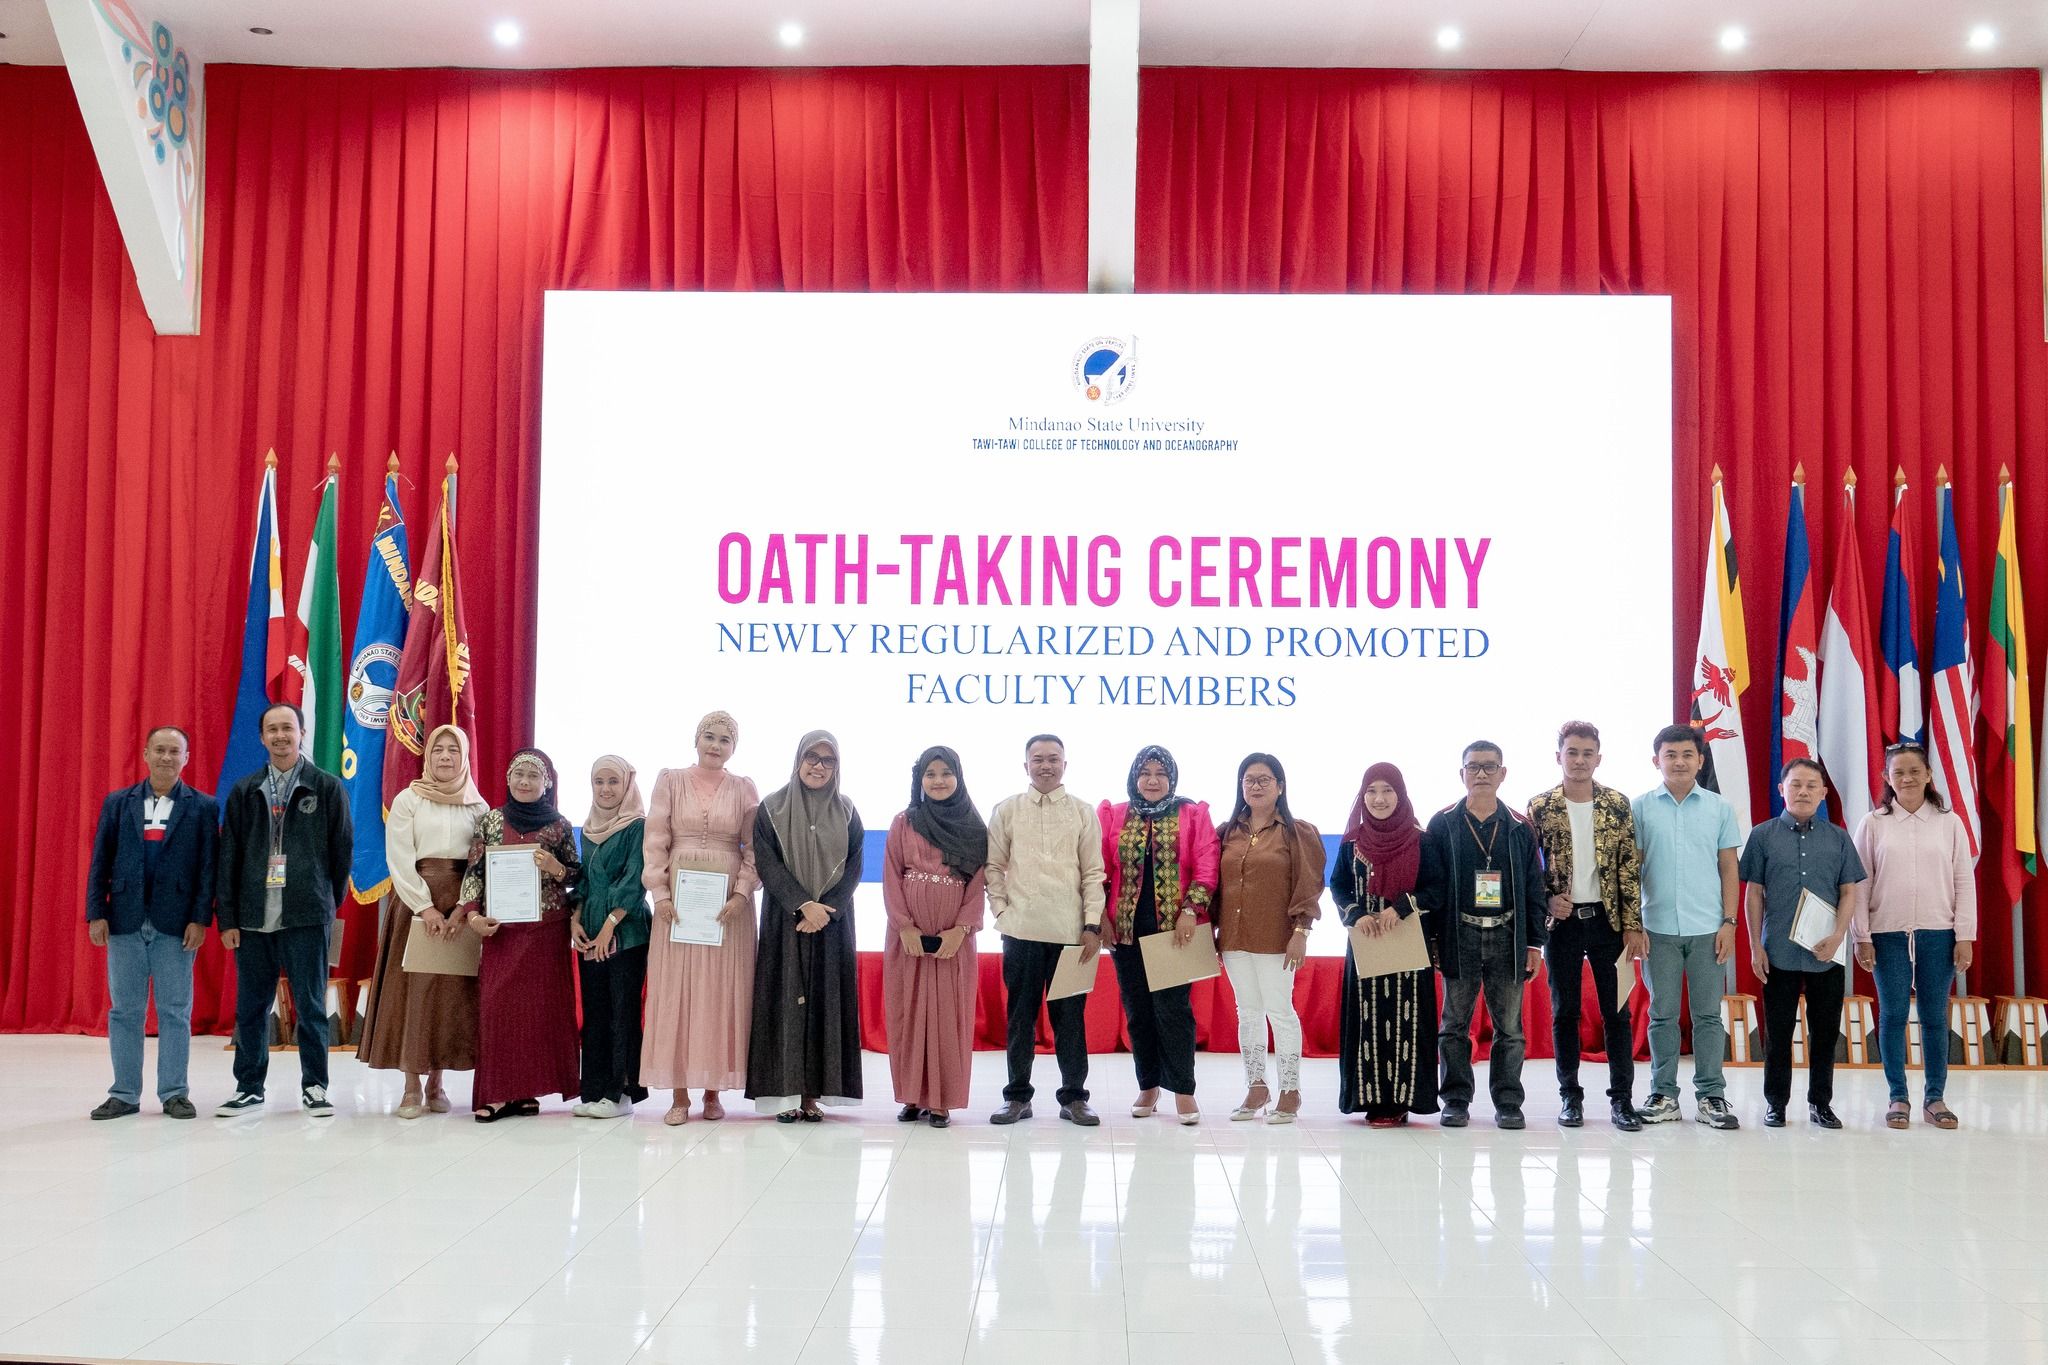 Mindanao State University
TAWI-TAWI COLLEGE OF TECHNOLOGY AND OCEANOGRAPHY
OATH-TAKING CEREMONY
NEWLY REGULARIZED AND PROMOTED
FACULTY MEMBERS